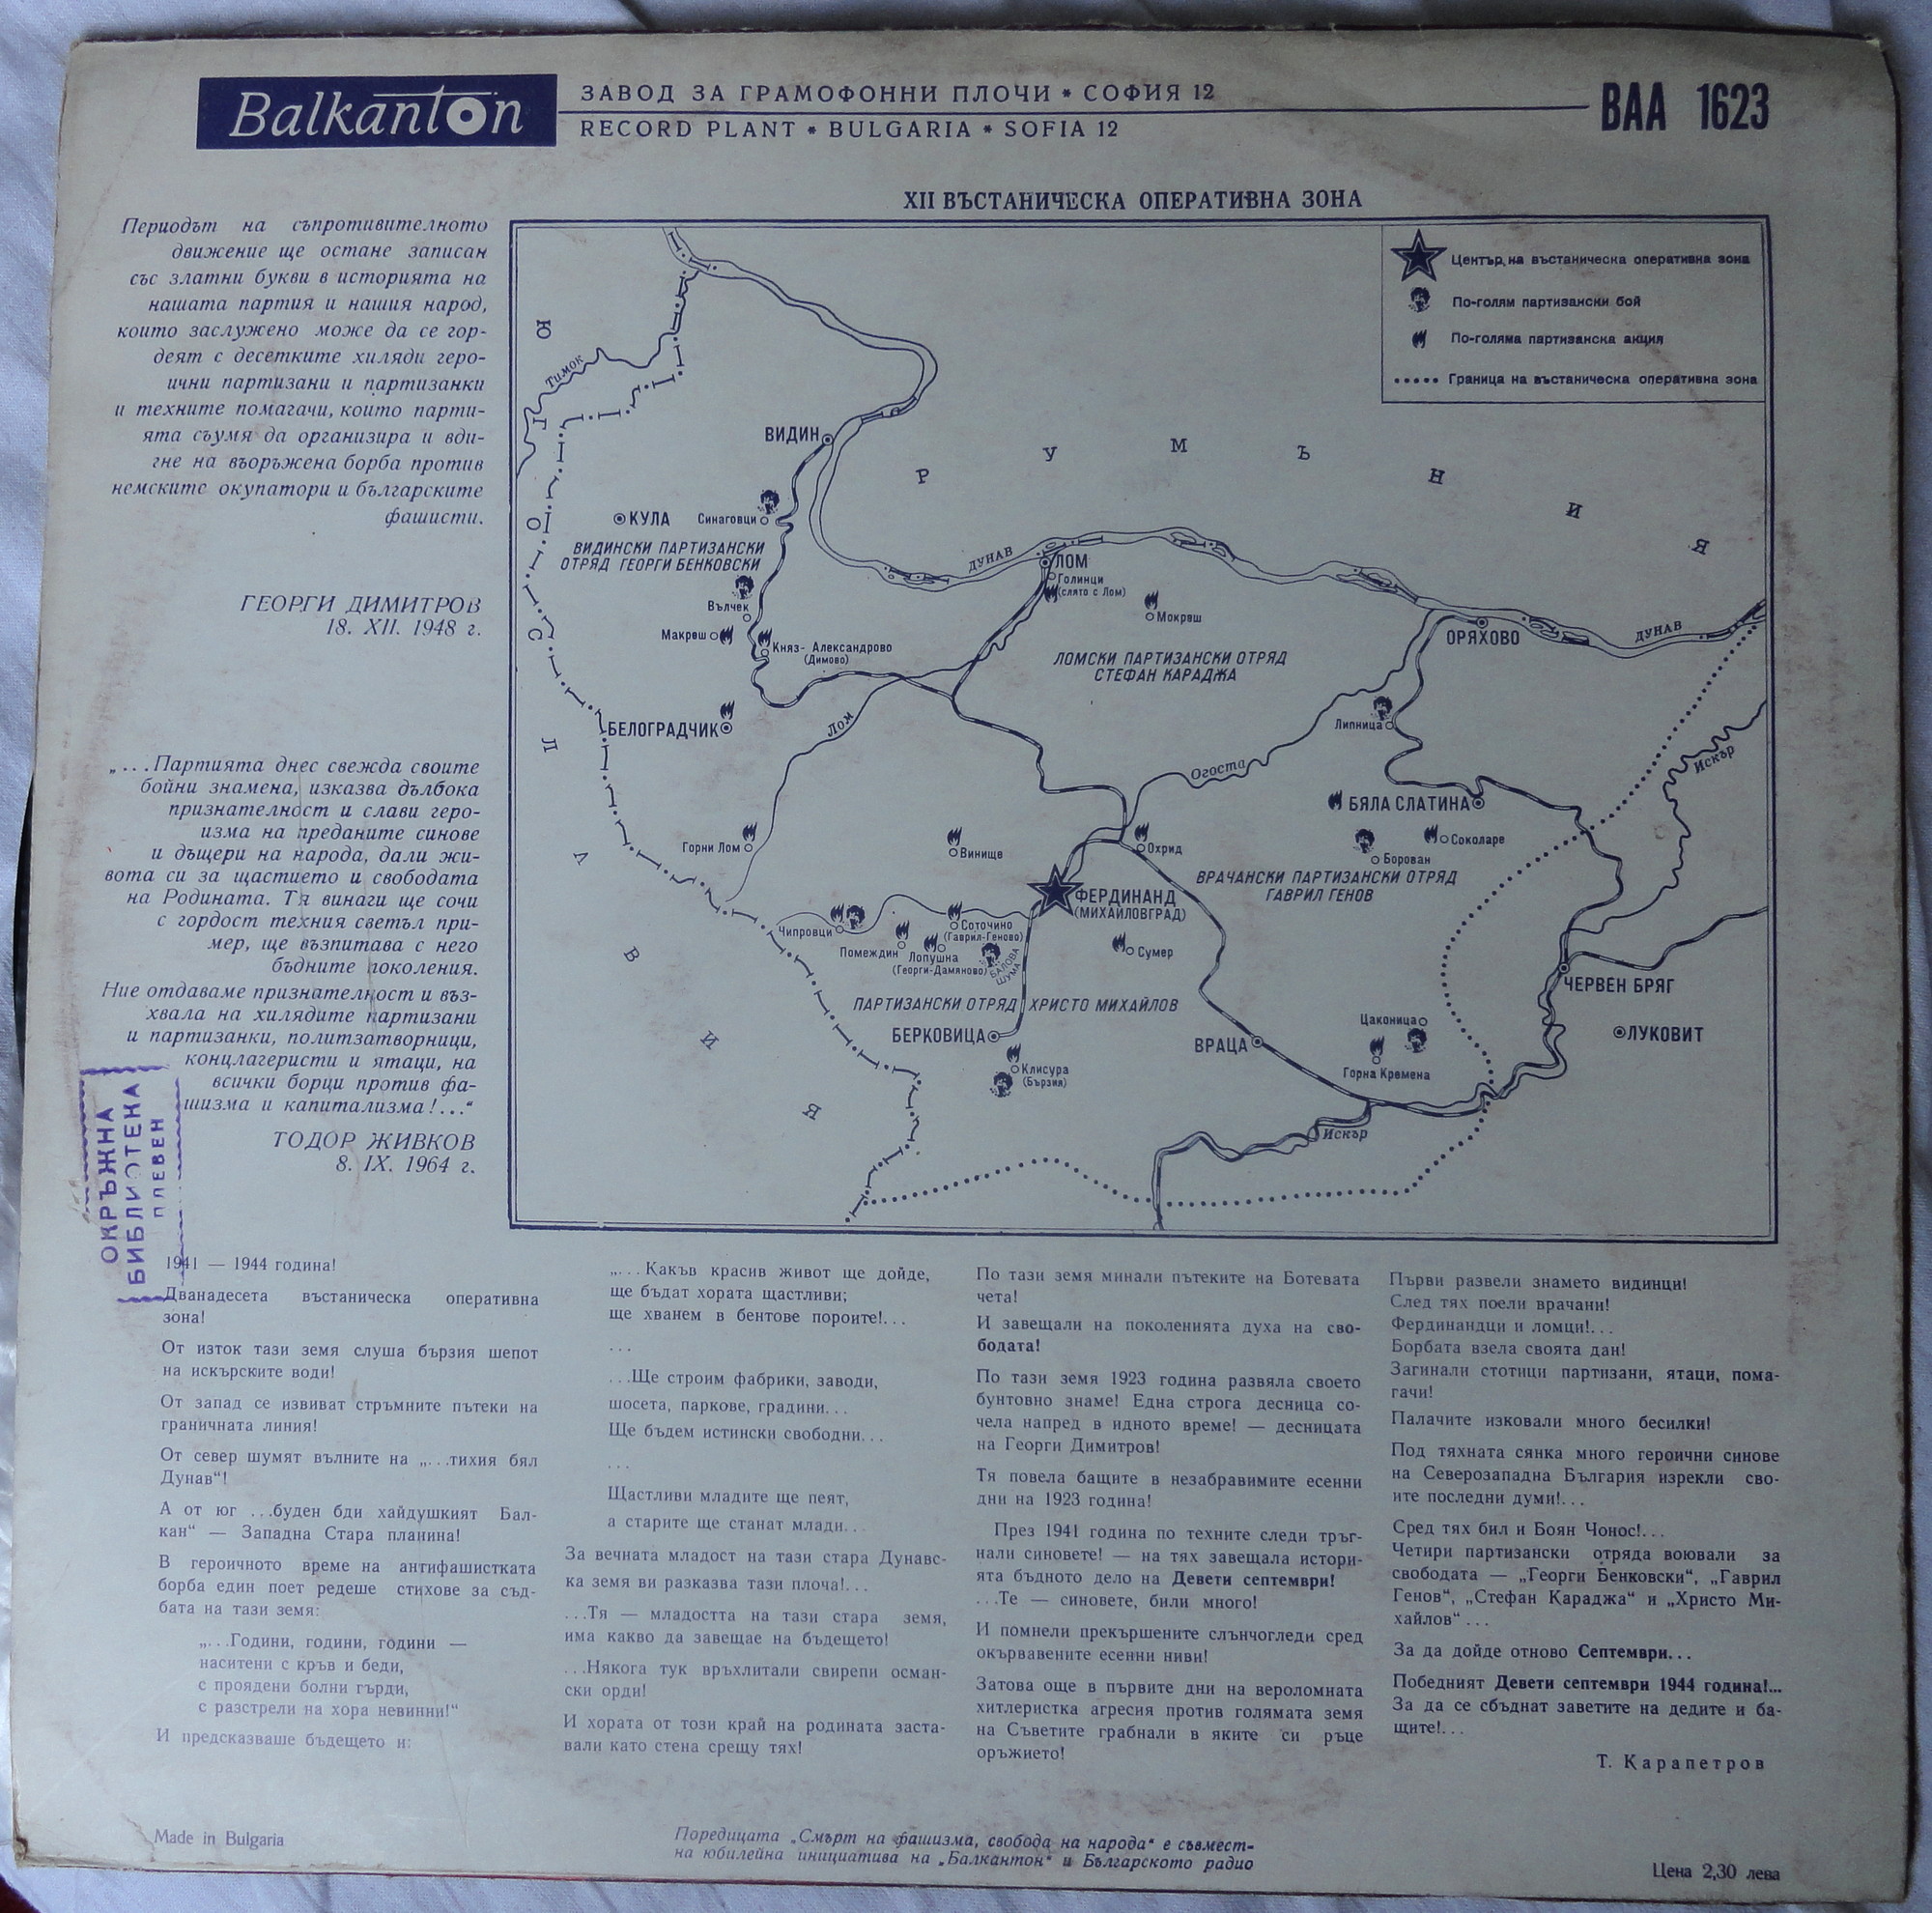 Balkanton
ЗАВОД ЗА ГРАМОФОННИ ПЛОЧИ * СОФИЯ 12
RECORD PLANT * BULGARIA * SOFIA 12
ВАА 1623
Периодът на съпротивителното
движение ще остане записан
със златни букви в историята на
нашата партия и нашия народ,
които заслужено може да се гор-
деят с десетките хиляди геро-
ични партизани и партизанки
и техните помагачи, които парти-
ята съумя да организира и вди-
гне на въоръжена борба против
немските окупатори и българските
фашисти.
ГЕОРГИ ДИМИТРОВ
18. XII. 1948 г.
„...Партията днес свежда своите
бойни знамена, изказва дълбока
признателност и слави геро-
изма на преданите синове
и дъщери на народа, дали жи-
вота си за щастието и свободата
на Родината. Тя винаги ще сочи
с гордост техния светъл при-
мер, ще възпитава с него
бъдните поколения.
Ние отдаваме признателност и въз-
хвала на хилядите партизани
и партизанки, политзатворници,
концлагеристи и ятаци, на
всички борци против фа-
шизма и капитализма!...“
ТОДОР ЖИВКОВ
8. IX. 1964 г.
ОКРЪЖНА
БИБЛИОТЕКА
ПЛЕВЕН
XII ВЪСТАНИЧЕСКА ОПЕРАТИВНА ЗОНА
Център на въстаническа оперативна зона
По-голям партизански бой
По-голяма партизанска акция
Граница на въстаническа оперативна зона
ЮГОСЛАВИЯ
РУМЪНИЯ
Тимок
ВИДИН
КУЛА
Синаговци
ВИДИНСКИ ПАРТИЗАНСКИ
ОТРЯД ГЕОРГИ БЕНКОВСКИ
Вълчек
Макреш
Княз-Александрово
(Димово)
БЕЛОГРАДЧИК
ДУНАВ
ЛОМ
Голинци
(слято с Лом)
Мокреш
ЛОМСКИ ПАРТИЗАНСКИ ОТРЯД
СТЕФАН КАРАДЖА
ОРЯХОВО
ДУНАВ
Липница
Лом
Огоста
Искър
БЯЛА СЛАТИНА
Соколаре
Борован
Горни Лом
Винище
Охрид
ВРАЧАНСКИ ПАРТИЗАНСКИ ОТРЯД
ГАВРИЛ ГЕНОВ
ФЕРДИНАНД
(МИХАЙЛОВГРАД)
Чипровци
Помеждин
Соточино
(Гаврил-Геново)
Лопушна
(Георги-Дамяново)
БАЛОВА
ШУМА
Сумер
ПАРТИЗАНСКИ ОТРЯД ХРИСТО МИХАЙЛОВ
БЕРКОВИЦА
Клисура
(Бързия)
ВРАЦА
Цаконица
Горна Кремена
ЧЕРВЕН БРЯГ
ЛУКОВИТ
Искър
1941 — 1944 година!
Дванадесета въстаническа оперативна
зона!
От изток тази земя слуша бързия шепот
на искърските води!
От запад се извиват стръмните пътеки на
граничната линия!
От север шумят вълните на „...тихия бял
Дунав“!
А от юг ...буден бди хайдушкият Бал-
кан“ — Западна Стара планина!
В героичното време на антифашистката
борба един поет редеше стихове за съд-
бата на тази земя:
„...Години, години, години —
наситени с кръв и беди,
с проядени болни гърди,
с разстрели на хора невинни!“
И предсказваше бъдещето и:
„...Какъв красив живот ще дойде,
ще бъдат хората щастливи;
ще хванем в бентове пороите!...
...
...Ще строим фабрики, заводи,
шосета, паркове, градини...
Ще бъдем истински свободни...
...
Щастливи младите ще пеят,
а старите ще станат млади...
За вечната младост на тази стара Дунавс-
ка земя ви разказва тази плоча!...
...Тя — младостта на тази стара земя,
има какво да завещае на бъдещето!
...Някога тук връхлитали свирепи осман-
ски орди!
И хората от този край на родината заста-
вали като стена срещу тях!
По тази земя минали пътеките на Ботевата
чета!
И завещали на поколенията духа на сво-
бодата!
По тази земя 1923 година развяла своето
бунтовно знаме! Една строга десница со-
чела напред в идното време! — десницата
на Георги Димитров!
Тя повела бащите в незабравимите есенни
дни на 1923 година!
През 1941 година по техните следи тръг-
нали синовете! — на тях завещала истори-
ята бъдното дело на Девети септември!
...Те — синовете, били много!
И помнели прекършените слънчогледи сред
окървавените есенни ниви!
Затова още в първите дни на вероломната
хитлеристка агресия против голямата земя
на Съветите грабнали в яките си ръце
оръжието!
Първи развели знамето видинци!
След тях поели врачани!
Фердинандци и ломци!...
Борбата взела своята дан!
Загинали стотици партизани, ятаци, пома-
гачи!
Палачите изковали много бесилки!
Под тяхната сянка много героични синове
на Северозападна България изрекли сво-
ите последни думи!...
Сред тях бил и Боян Чонос!...
Четири партизански отряда воювали за
свободата — „Георги Бенковски“, „Гаврил
Генов“, „Стефан Караджа“ и „Христо Ми-
хайлов“...
За да дойде отново Септември...
Победният Девети септември 1944 година!...
За да се сбъднат заветите на дедите и ба-
щите!...
Т. Карапетров
Made in Bulgaria
Поредицата „Смърт на фашизма, свобода на народа“ е съвмест-
на юбилейна инициатива на „Балкантон“ и Българското радио
Цена 2,30 лева